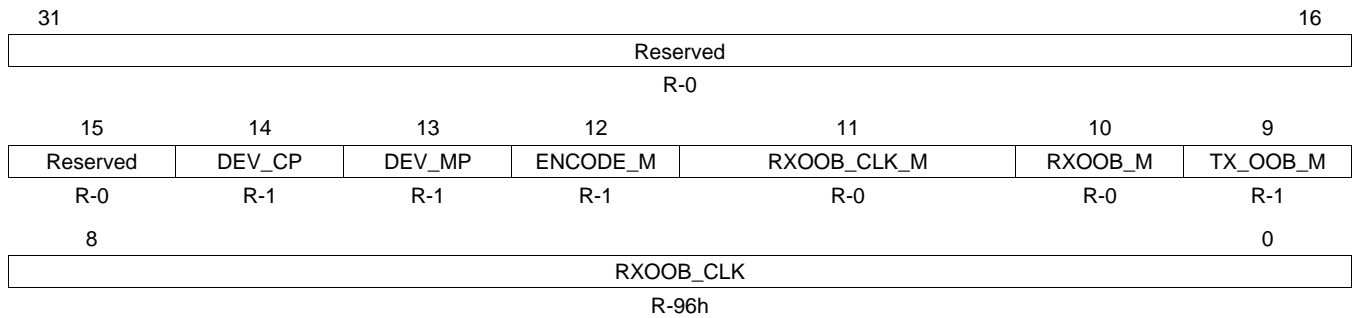 31 16
Reserved
R-0
15 14 13 12 11 10 9
Reserved DEV_CP DEV_MP ENCODE_M RXOOB_CLK_M RXOOB_M TX_OOB_M
R-0 R-1 R-1 R-1 R-0 R-0 R-1
8 0
RXOOB_CLK
R-96h